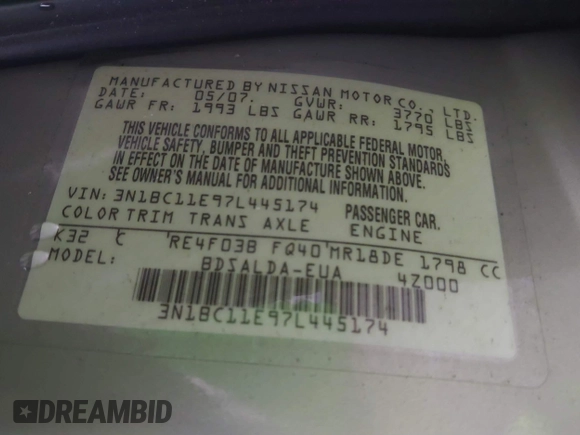 MANUFACTURED BY NISSAN MOTOR CO., LTD.
DATE: 05/07. GVWR: 3770 LBS
GAWR FR: 1993 LBS GAWR RR: 1795 LBS
THIS VEHICLE CONFORMS TO ALL APPLICABLE FEDERAL MOTOR
VEHICLE SAFETY, BUMPER AND THEFT PREVENTION STANDARDS
IN EFFECT ON THE DATE OF MANUFACTURE SHOWN ABOVE.
SEE OWNER'S MANUAL FOR ADDITIONAL INFORMATION.
VIN: 3N1BC11E97L445174 PASSENGER CAR.
COLOR TRIM TRANS AXLE ENGINE
K32 C RE4F03B FQ40 MR18DE 1798 CC
MODEL: BDSALDA-EUA 4Z000
3N1BC11E97L445174
DREAMBID